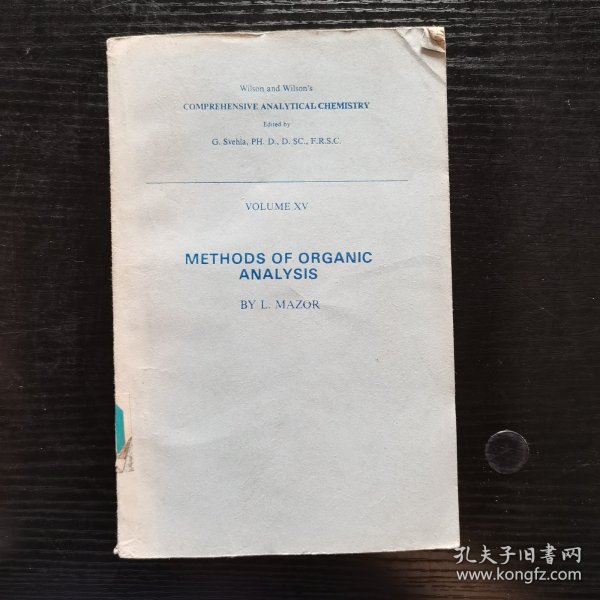 Wilson and Wilson's
COMPREHENSIVE ANALYTICAL CHEMISTRY
Edited by
G. Svehla, PH. D., D. SC., F.R.S.C.
VOLUME XV
METHODS OF ORGANIC
ANALYSIS
BY L. MAZOR
孔夫子旧书网
www.kongfz.com